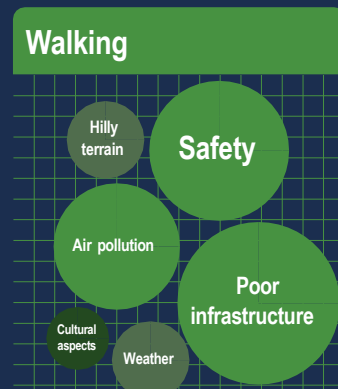 Walking
Hilly
terrain
Safety
Air pollution
Poor
infrastructure
Cultural
aspects
Weather